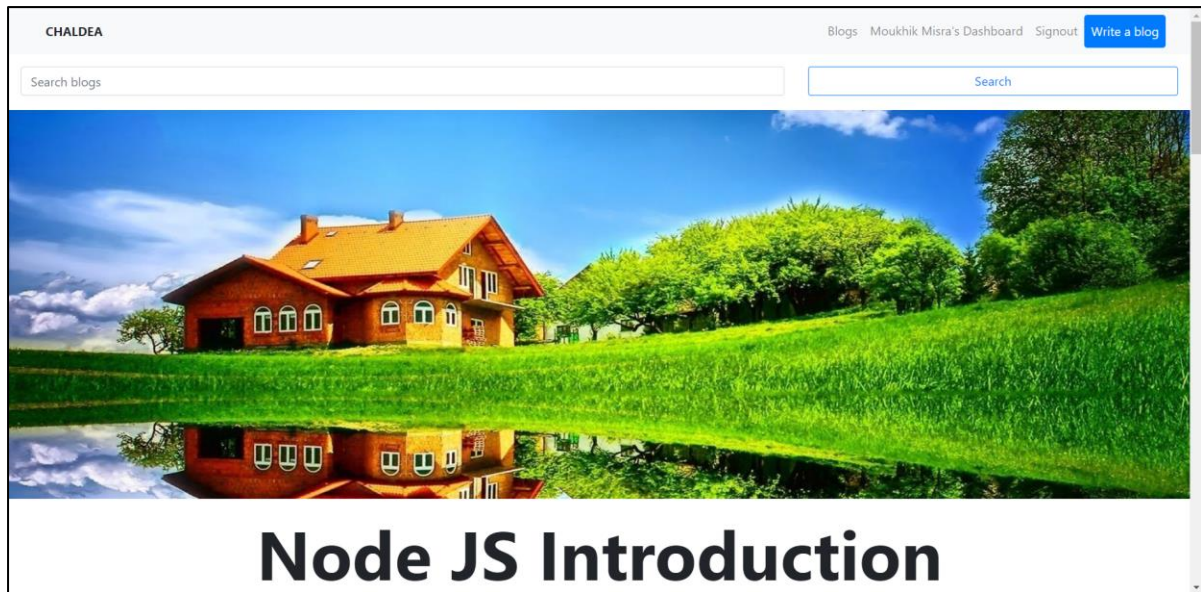 CHALDEA Blogs Moukhik Misra's Dashboard Signout Write a blog
Search blogs Search
Node JS Introduction